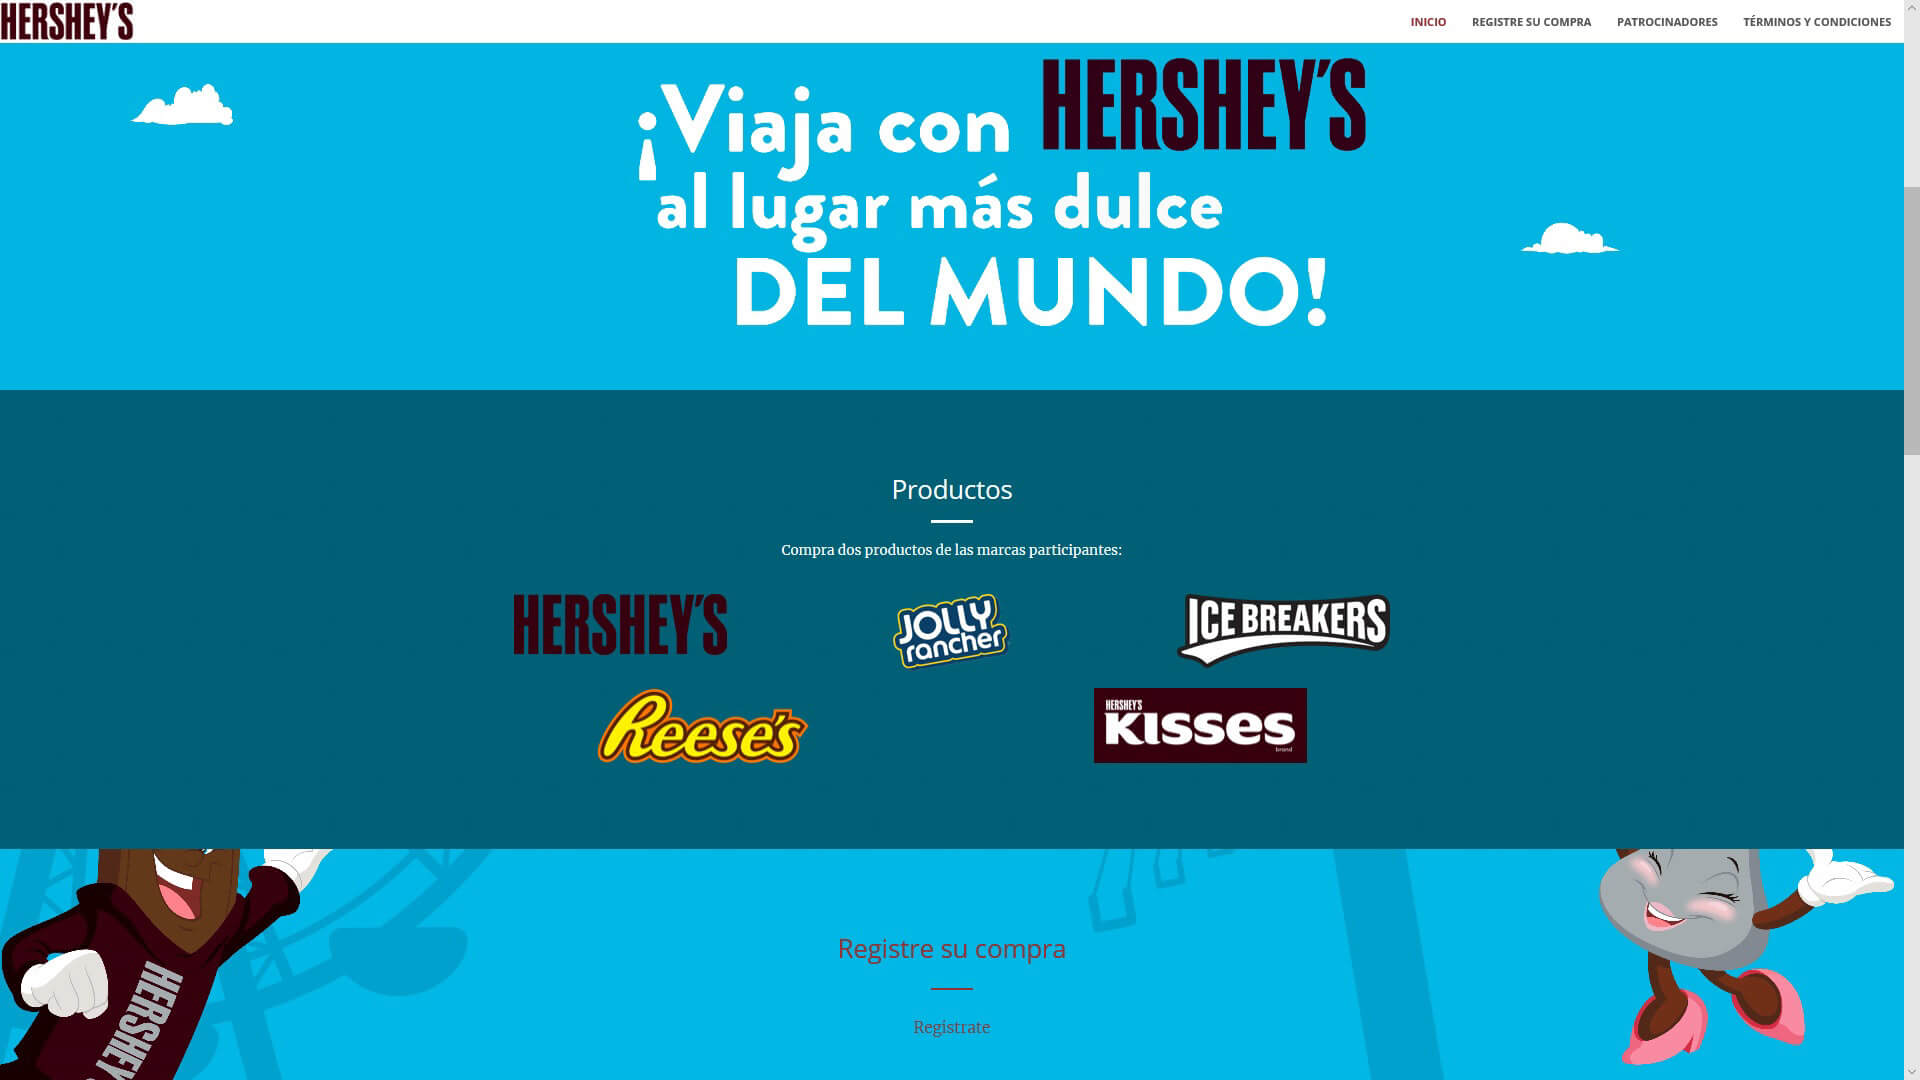 HERSHEY'S
INICIO
REGISTRE SU COMPRA
PATROCINADORES
TÉRMINOS Y CONDICIONES
¡Viaja con HERSHEY'S
al lugar más dulce
DEL MUNDO!
Productos
Compra dos productos de las marcas participantes:
HERSHEY'S
JOLLY
rancher
ICE BREAKERS
Reese's
HERSHEY'S
KISSES
brand
Registre su compra
Registrate
HERSHEY'S
HERSHEY